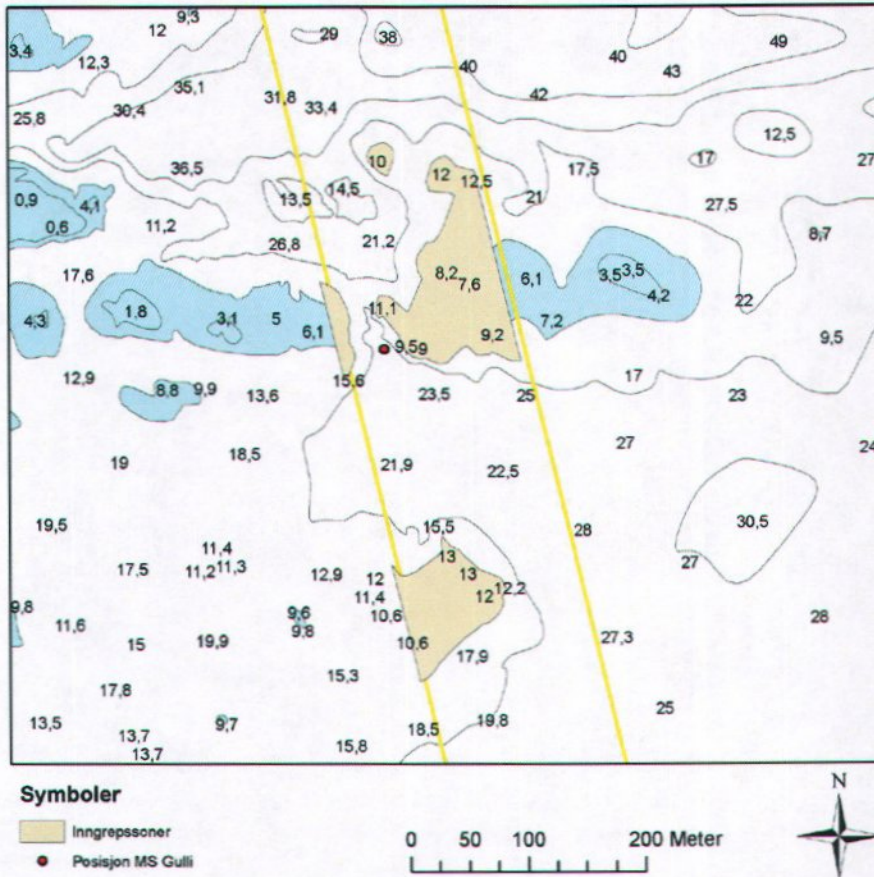 9,3
12 29 38 49
3,4 40 40
12,3 43
35,1 31,8 42
30,4 33,4
25,8 12,5
36,5 10 17,5 17 27
12 12,5
0,9 4,1 13,5 14,5 21 27,5
0,6 11,2 8,7
26,8 21,2
17,6 8,2 7,6 6,1 3,5 3,5
4,2 22
4,3 1,8 3,1 5 6,1 11,1 7,2
9,2 9,5
9,5 9
12,9 15,6 17
8,8 9,9 13,6 23,5 25 23
18,5 27 24
19 21,9 22,5
19,5 15,5 28 30,5
11,4 13
17,5 11,2 11,3 12,9 12 13 27
11,4 12 12,2
9,8 9,6 10,6
11,6 9,8 28
15 19,9 10,6 27,3
15,3 17,9
17,8
13,5 9,7 18,5 19,8 25
13,7
13,7 15,8
Symboler
Inngrepssoner
Posisjon MS Gulli
0 50 100 200 Meter
N